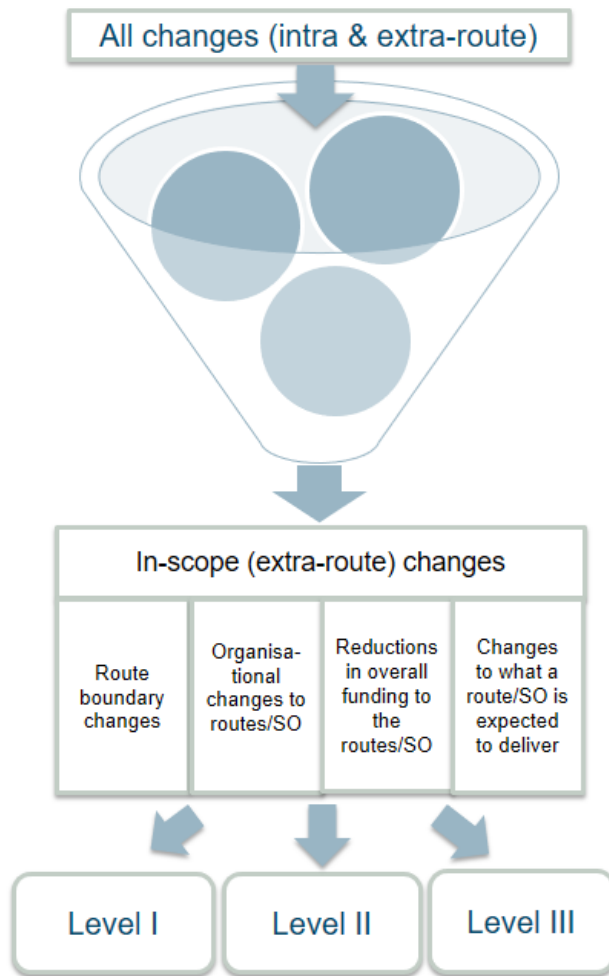 All changes (intra & extra-route)
In-scope (extra-route) changes
Route
boundary
changes
Organisa-
tional
changes to
routes/SO
Reductions
in overall
funding to
the
routes/SO
Changes
to what a
route/SO is
expected
to deliver
Level I
Level II
Level III